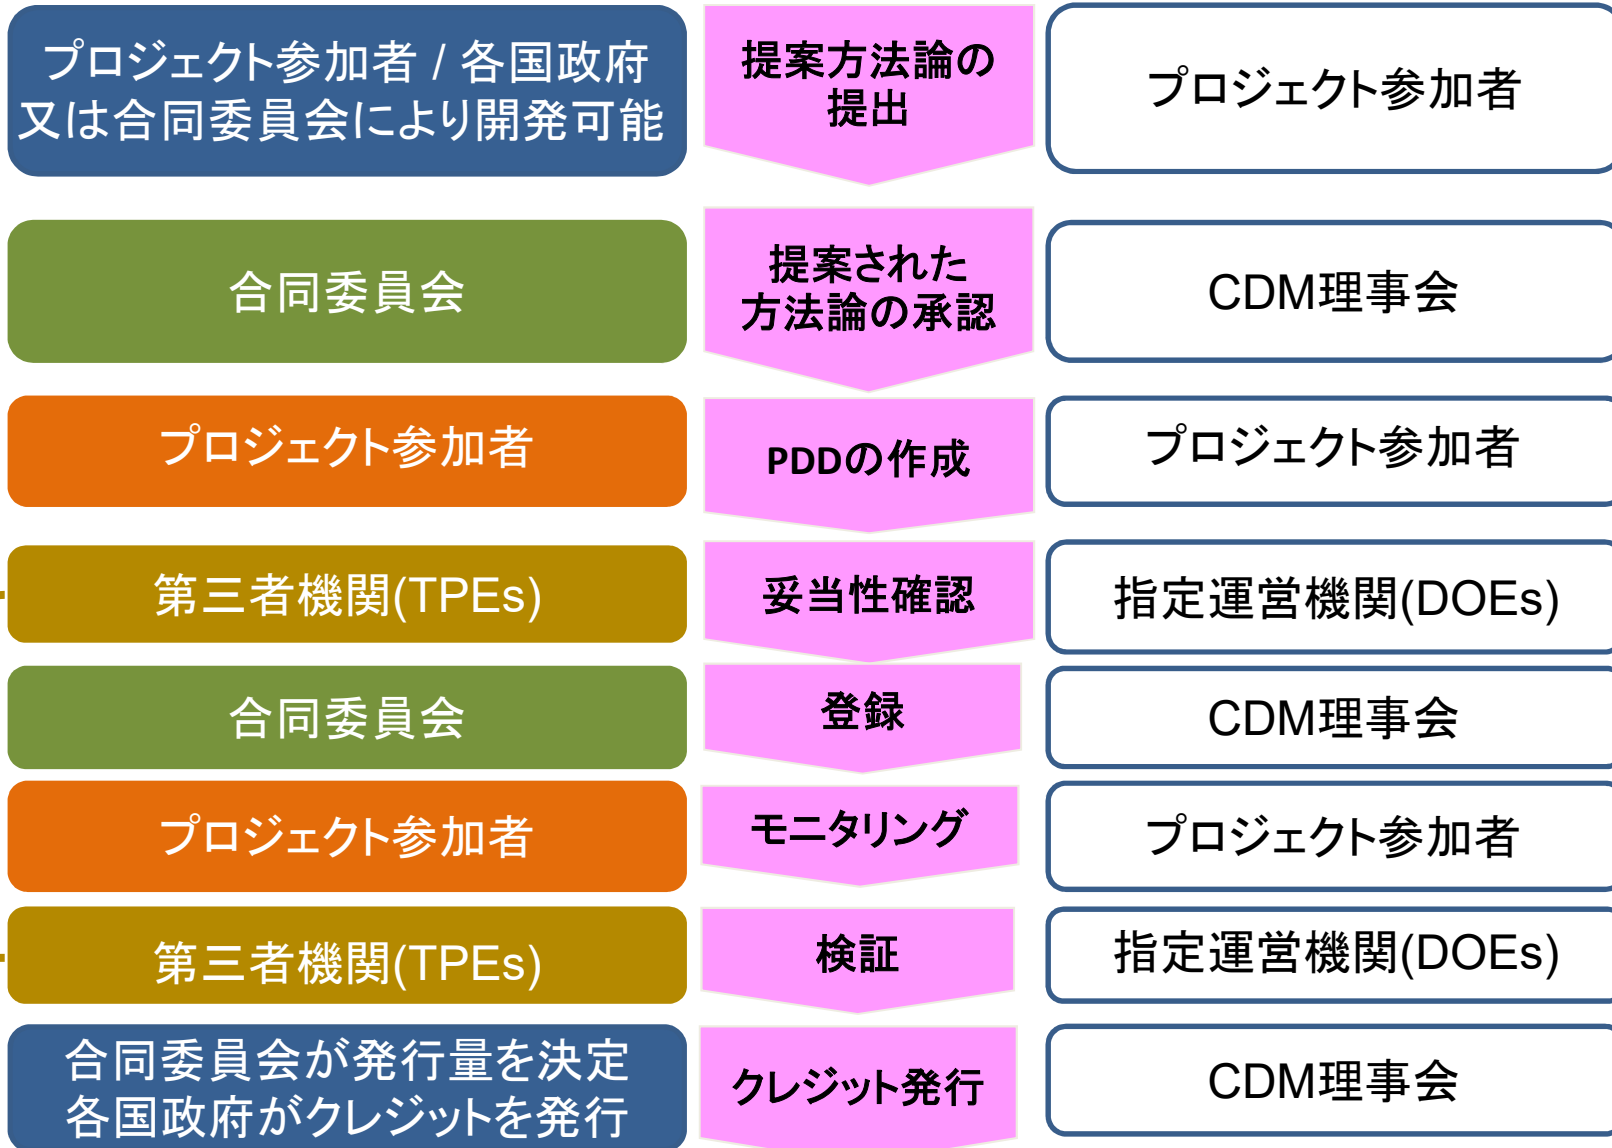 プロジェクト参加者 / 各国政府
又は合同委員会により開発可能
提案方法論の
提出
プロジェクト参加者
合同委員会
提案された
方法論の承認
CDM理事会
プロジェクト参加者
PDDの作成
プロジェクト参加者
第三者機関(TPEs)
妥当性確認
指定運営機関(DOEs)
合同委員会
登録
CDM理事会
プロジェクト参加者
モニタリング
プロジェクト参加者
第三者機関(TPEs)
検証
指定運営機関(DOEs)
合同委員会が発行量を決定
各国政府がクレジットを発行
クレジット発行
CDM理事会